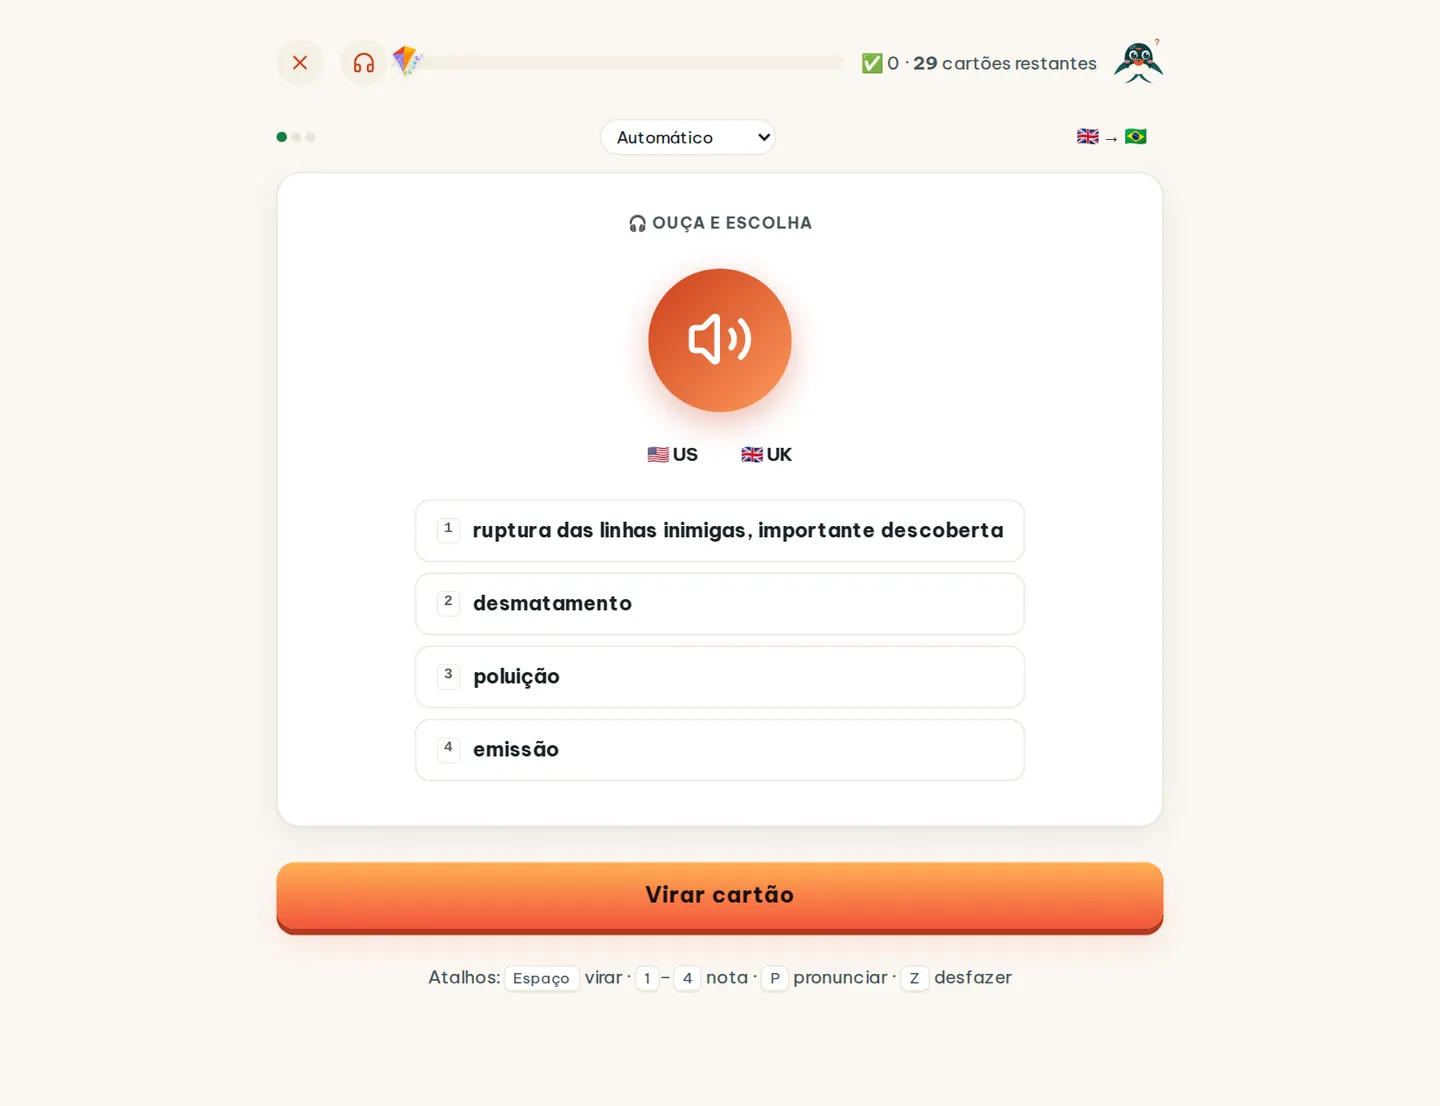 ✅ 0 · 29 cartões restantes
?
Automático
🇬🇧 → 🇧🇷
🎧 OUÇA E ESCOLHA
🇺🇸 US 🇬🇧 UK
1 ruptura das linhas inimigas, importante descoberta
2 desmatamento
3 poluição
4 emissão
Virar cartão
Atalhos: Espaço virar · 1 – 4 nota · P pronunciar · Z desfazer